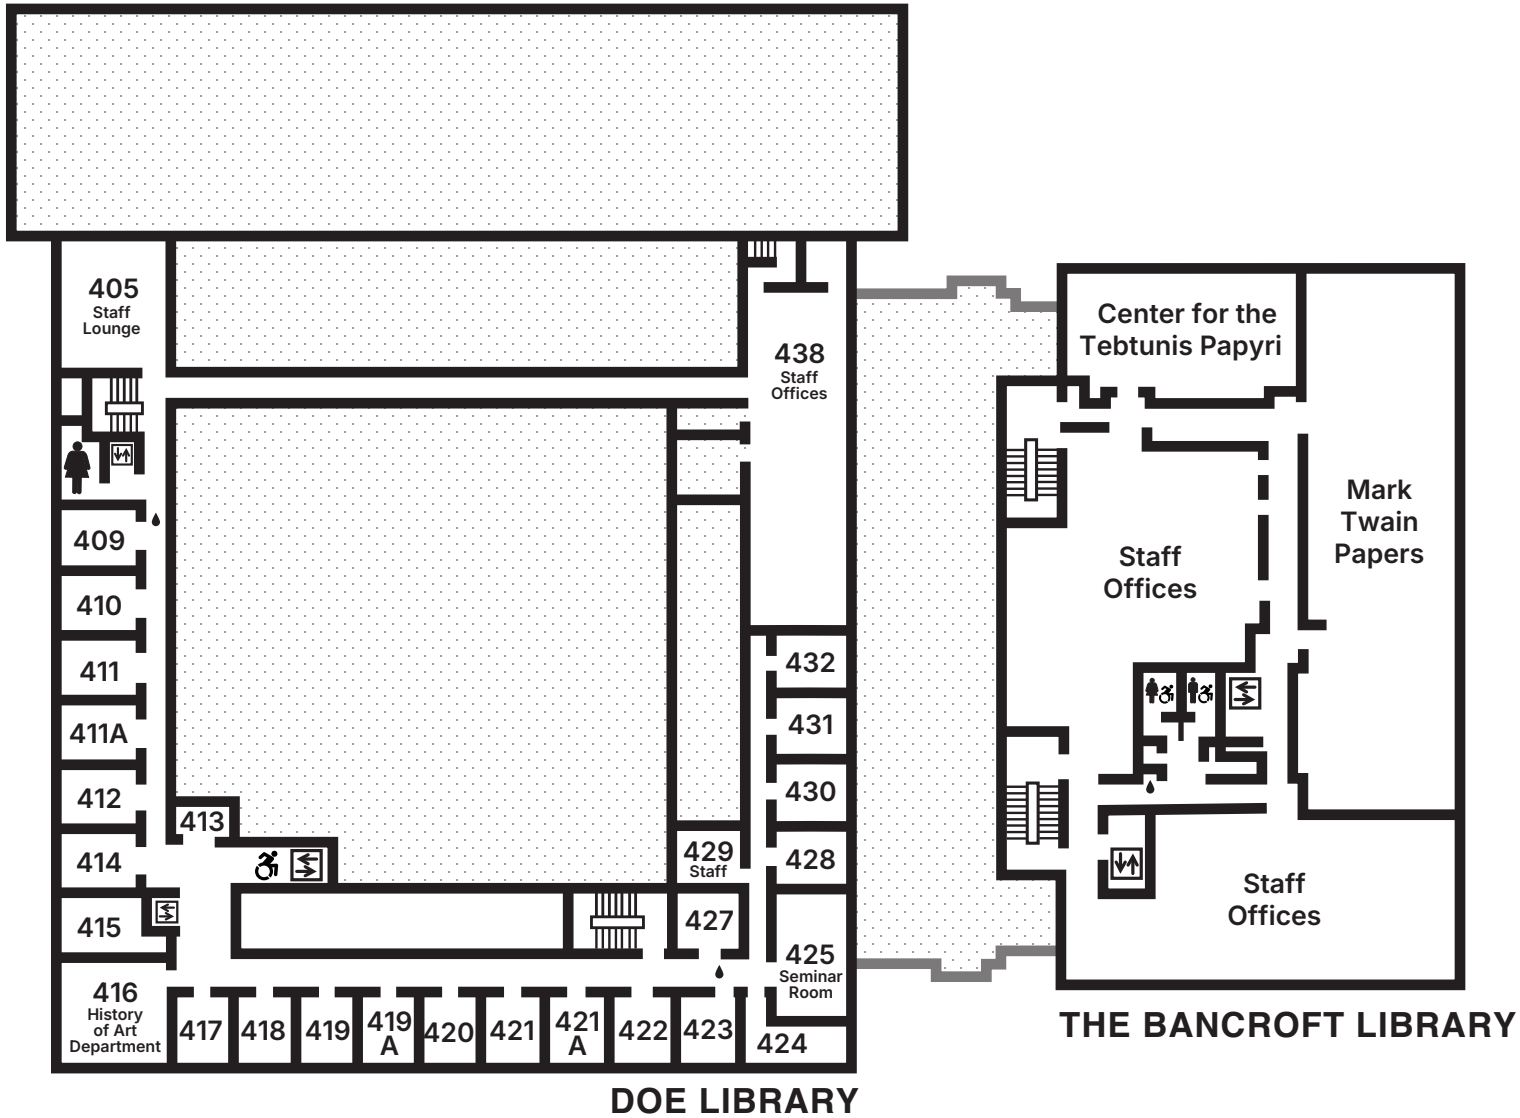 405
Staff
Lounge
438
Staff
Offices
409
410
411
411A
412
413
414
415
416
History
of Art
Department
417
418
419
419
A
420
421
421
A
422
423
424
425
Seminar
Room
427
429
Staff
428
430
431
432
DOE LIBRARY
Center for the
Tebtunis Papyri
Mark
Twain
Papers
Staff
Offices
Staff
Offices
THE BANCROFT LIBRARY